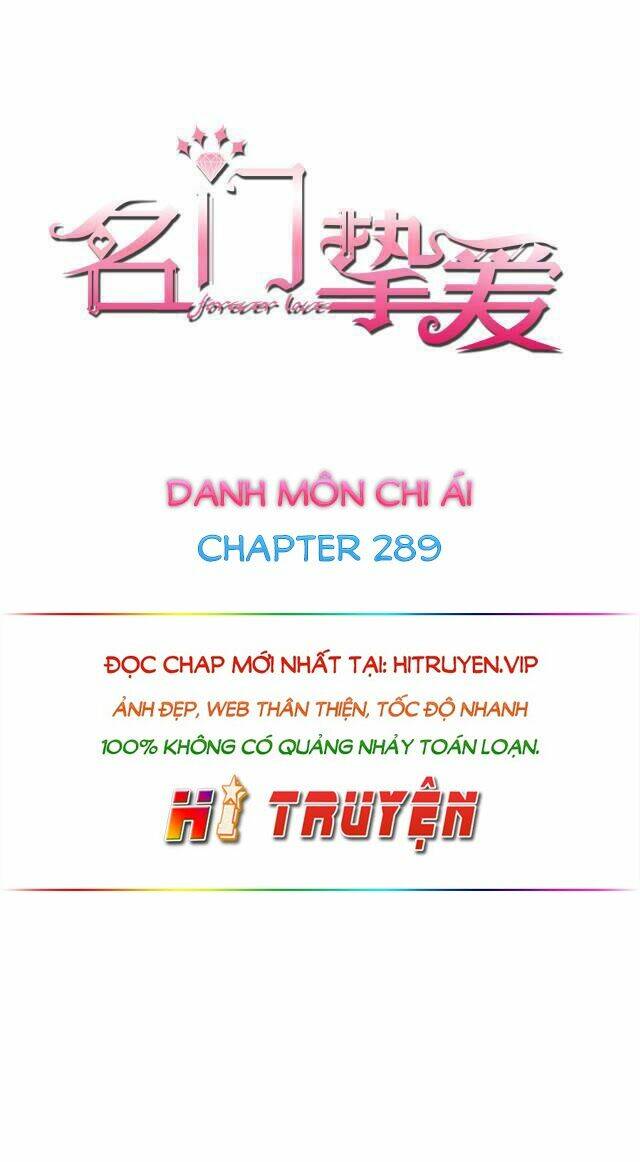 名门挚爱
forever love
DANH MÔN CHI ÁI
CHAPTER 289
ĐỌC CHAP MỚI NHẤT TẠI: HITRUYEN.VIP
ẢNH ĐẸP, WEB THÂN THIỆN, TỐC ĐỘ NHANH
100% KHÔNG CÓ QUẢNG NHẢY TOÁN LOẠN.
HI TRUYỆN